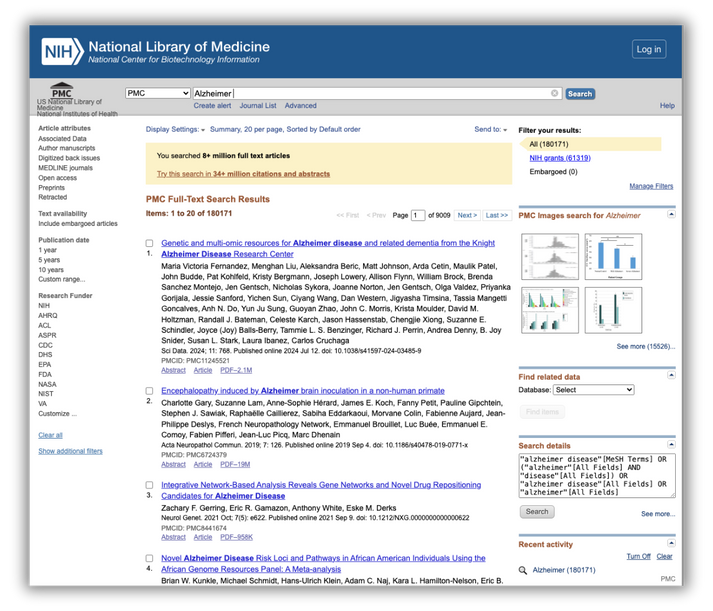 NIH
National Library of Medicine
National Center for Biotechnology Information
Log in
PMC
US National Library of
Medicine
National Institutes of Health
PMC
Alzheimer
Search
Create alert Journal List Advanced
Help
Article attributes
Associated Data
Author manuscripts
Digitized back issues
MEDLINE journals
Open access
Preprints
Retracted
Text availability
Include embargoed articles
Publication date
1 year
5 years
10 years
Custom range...
Research Funder
NIH
AHRQ
ACL
ASPR
CDC
DHS
EPA
FDA
NASA
NIST
VA
Customize ...
Clear all
Show additional filters
Display Settings: Summary, 20 per page, Sorted by Default order
Send to:
You searched 8+ million full text articles
Try this search in 34+ million citations and abstracts
PMC Full-Text Search Results
Items: 1 to 20 of 180171
<< First < Prev Page 1 of 9009 Next > Last >>
Genetic and multi-omic resources for Alzheimer disease and related dementia from the Knight
1. Alzheimer Disease Research Center
Maria Victoria Fernandez, Menghan Liu, Aleksandra Beric, Matt Johnson, Arda Cetin, Maulik Patel,
John Budde, Pat Kohlfeld, Kristy Bergmann, Joseph Lowery, Allison Flynn, William Brock, Brenda
Sanchez Montejo, Jen Gentsch, Nicholas Sykora, Joanne Norton, Jen Gentsch, Olga Valdez, Priyanka
Gorijala, Jessie Sanford, Yichen Sun, Ciyang Wang, Dan Western, Jigyasha Timsina, Tassia Mangetti
Goncalves, Anh N. Do, Yun Ju Sung, Guoyan Zhao, John C. Morris, Krista Moulder, David M.
Holtzman, Randall J. Bateman, Celeste Karch, Jason Hassenstab, Chengjie Xiong, Suzanne E.
Schindler, Joyce (Joy) Balls-Berry, Tammie L. S. Benzinger, Richard J. Perrin, Andrea Denny, B. Joy
Snider, Susan L. Stark, Laura Ibanez, Carlos Cruchaga
Sci Data. 2024; 11: 768. Published online 2024 Jul 12. doi: 10.1038/s41597-024-03485-9
PMCID: PMC11245521
Abstract Article PDF–2.1M
Encephalopathy induced by Alzheimer brain inoculation in a non-human primate
2. Charlotte Gary, Suzanne Lam, Anne-Sophie Hérard, James E. Koch, Fanny Petit, Pauline Gipchtein,
Stephen J. Sawiak, Raphaëlle Caillierez, Sabiha Eddarkaoui, Morvane Colin, Fabienne Aujard, Jean-
Philippe Deslys, French Neuropathology Network, Emmanuel Brouillet, Luc Buée, Emmanuel E.
Comoy, Fabien Pifferi, Jean-Luc Picq, Marc Dhenain
Acta Neuropathol Commun. 2019; 7: 126. Published online 2019 Sep 4. doi: 10.1186/s40478-019-0771-x
PMCID: PMC6724379
Abstract Article PDF–19M
Integrative Network-Based Analysis Reveals Gene Networks and Novel Drug Repositioning
3. Candidates for Alzheimer Disease
Zachary F. Gerring, Eric R. Gamazon, Anthony White, Eske M. Derks
Neurol Genet. 2021 Oct; 7(5): e622. Published online 2021 Sep 9. doi: 10.1212/NXG.0000000000000622
PMCID: PMC8441674
Abstract Article PDF–958K
Novel Alzheimer Disease Risk Loci and Pathways in African American Individuals Using the
4. African Genome Resources Panel: A Meta-analysis
Brian W. Kunkle, Michael Schmidt, Hans-Ulrich Klein, Adam C. Naj, Kara L. Hamilton-Nelson, Eric B.
Filter your results:
All (180171)
NIH grants (61319)
Embargoed (0)
Manage Filters
PMC Images search for Alzheimer
See more (15526)...
Find related data
Database: Select
Find items
Search details
"alzheimer disease"[MeSH Terms] OR
("alzheimer"[All Fields] AND
"disease"[All Fields]) OR
"alzheimer disease"[All Fields] OR
"alzheimer"[All Fields]
Search
See more...
Recent activity
Turn Off Clear
Alzheimer (180171)
PMC